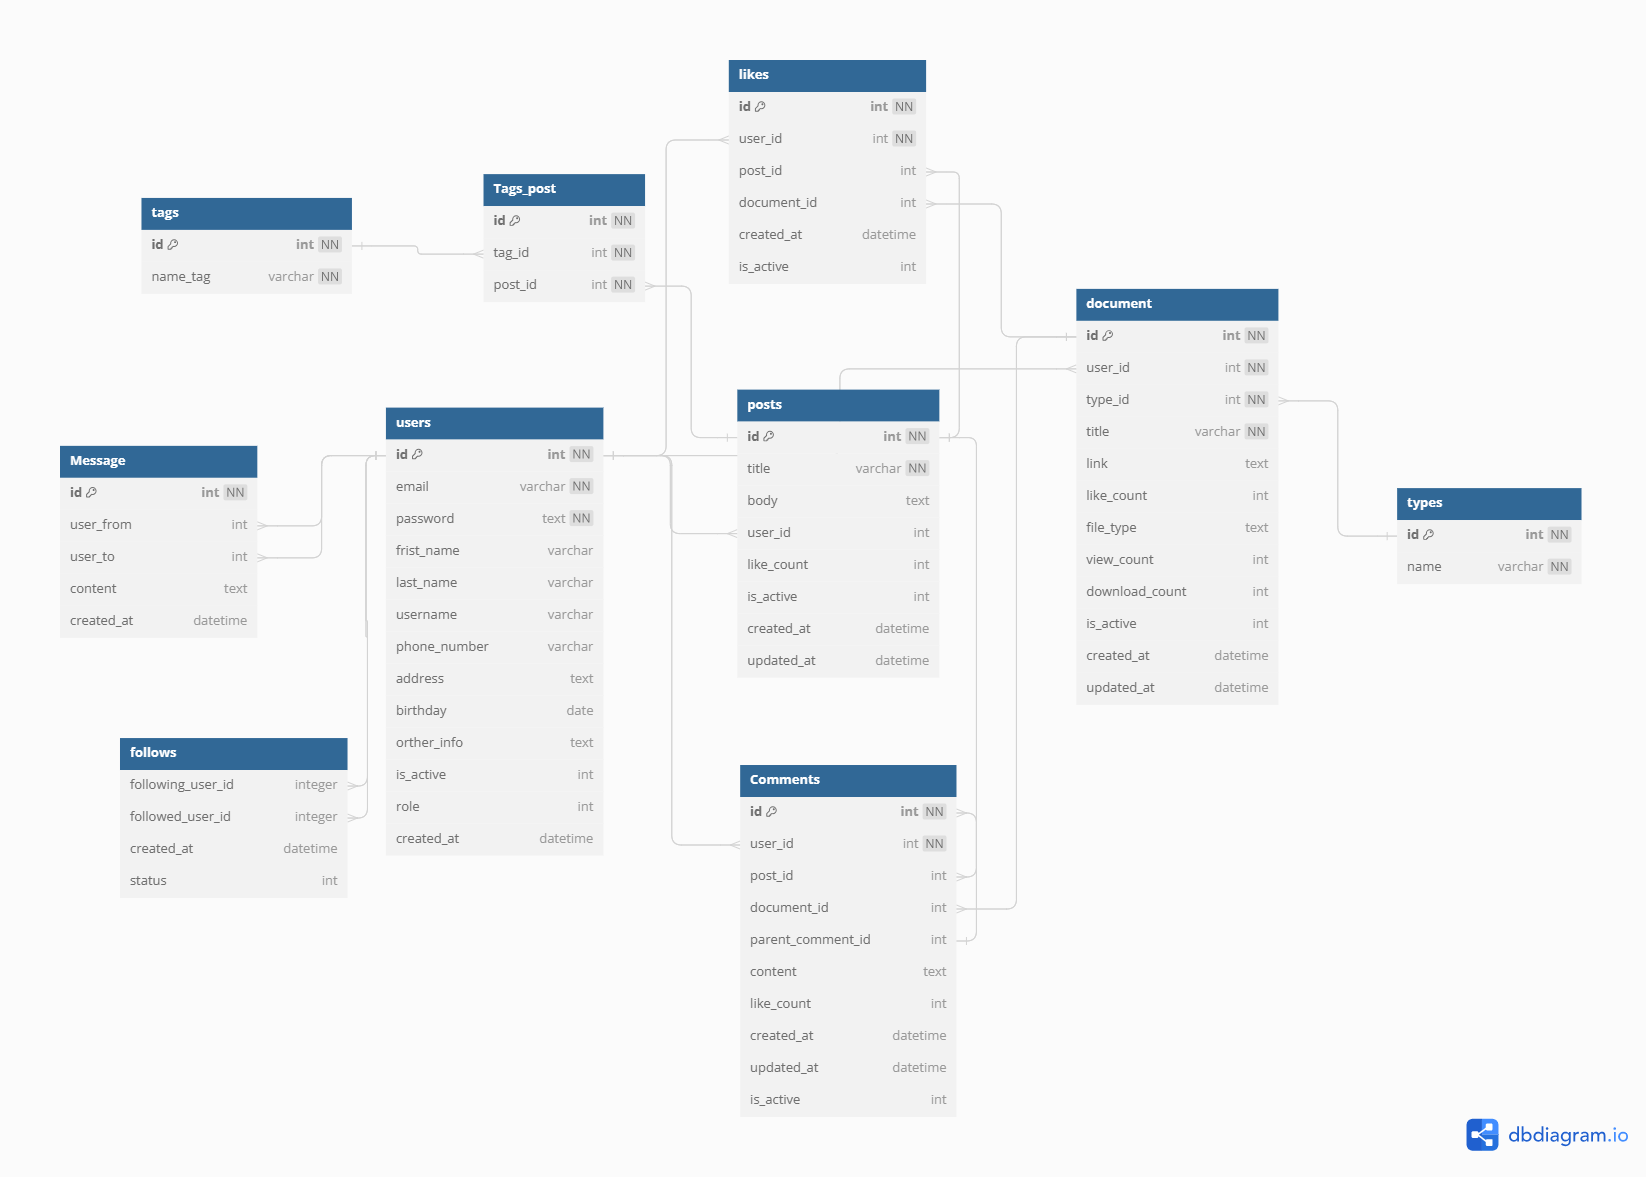 likes
id int NN
user_id int NN
post_id int
document_id int
created_at datetime
is_active int
Tags_post
id int NN
tag_id int NN
post_id int NN
tags
id int NN
name_tag varchar NN
document
id int NN
user_id int NN
type_id int NN
title varchar NN
link text
like_count int
file_type text
view_count int
download_count int
is_active int
created_at datetime
updated_at datetime
posts
id int NN
title varchar NN
body text
user_id int
like_count int
is_active int
created_at datetime
updated_at datetime
users
id int NN
email varchar NN
password text NN
frist_name varchar
last_name varchar
username varchar
phone_number varchar
address text
birthday date
orther_info text
is_active int
role int
created_at datetime
Message
id int NN
user_from int
user_to int
content text
created_at datetime
types
id int NN
name varchar NN
follows
following_user_id integer
followed_user_id integer
created_at datetime
status int
Comments
id int NN
user_id int NN
post_id int
document_id int
parent_comment_id int
content text
like_count int
created_at datetime
updated_at datetime
is_active int
dbdiagram.io